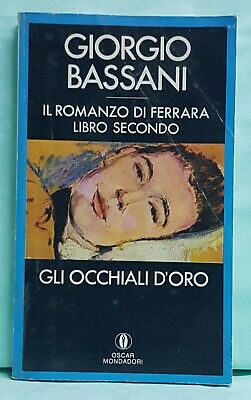 GIORGIO
BASSANI
IL ROMANZO DI FERRARA
LIBRO SECONDO
GLI OCCHIALI D'ORO
OSCAR
MONDADORI